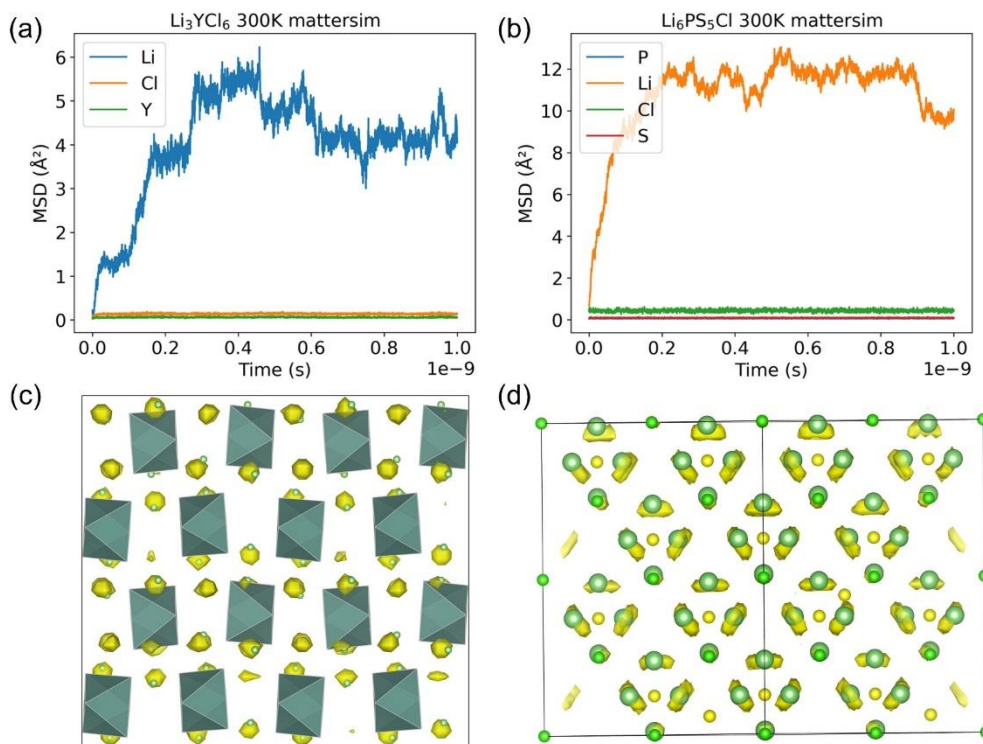 (a)
Li₃YCl₆ 300K mattersim
MSD (Å²)
6
5
4
3
2
1
0
Li
Cl
Y
0.0 0.2 0.4 0.6 0.8 1.0
Time (s)
1e-9
(b)
Li₆PS₅Cl 300K mattersim
MSD (Å²)
12
10
8
6
4
2
0
P
Li
Cl
S
0.0 0.2 0.4 0.6 0.8 1.0
Time (s)
1e-9
(c)
(d)